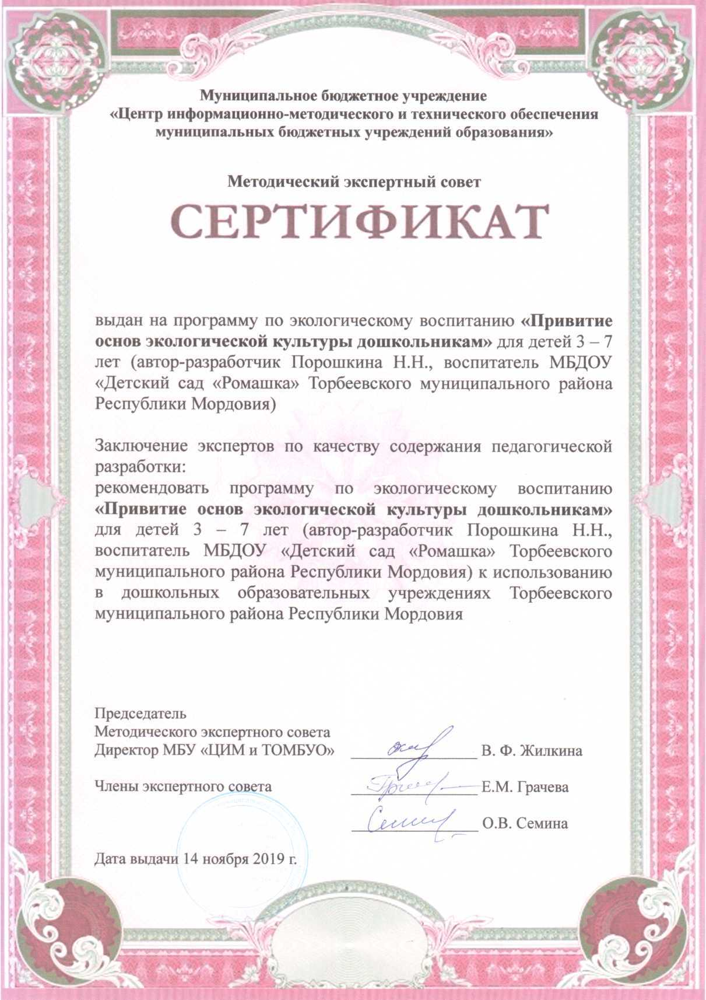 Муниципальное бюджетное учреждение
«Центр информационно-методического и технического обеспечения
муниципальных бюджетных учреждений образования»
Методический экспертный совет
СЕРТИФИКАТ
выдан на программу по экологическому воспитанию «Привитие
основ экологической культуры дошкольникам» для детей 3 – 7
лет (автор-разработчик Порошкина Н.Н., воспитатель МБДОУ
«Детский сад «Ромашка» Торбеевского муниципального района
Республики Мордовия)
Заключение экспертов по качеству содержания педагогической
разработки:
рекомендовать программу по экологическому воспитанию
«Привитие основ экологической культуры дошкольникам»
для детей 3 – 7 лет (автор-разработчик Порошкина Н.Н.,
воспитатель МБДОУ «Детский сад «Ромашка» Торбеевского
муниципального района Республики Мордовия) к использованию
в дошкольных образовательных учреждениях Торбеевского
муниципального района Республики Мордовия
Председатель
Методического экспертного совета
Директор МБУ «ЦИМ и ТОМБУО» В. Ф. Жилкина
Члены экспертного совета Е.М. Грачева
О.В. Семина
Дата выдачи 14 ноября 2019 г.